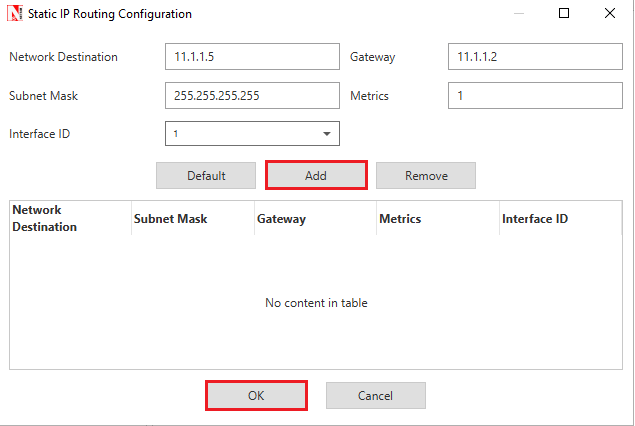 Static IP Routing Configuration
Network Destination 11.1.1.5 Gateway 11.1.1.2
Subnet Mask 255.255.255.255 Metrics 1
Interface ID 1
Default Add Remove
Network Destination Subnet Mask Gateway Metrics Interface ID
No content in table
OK Cancel